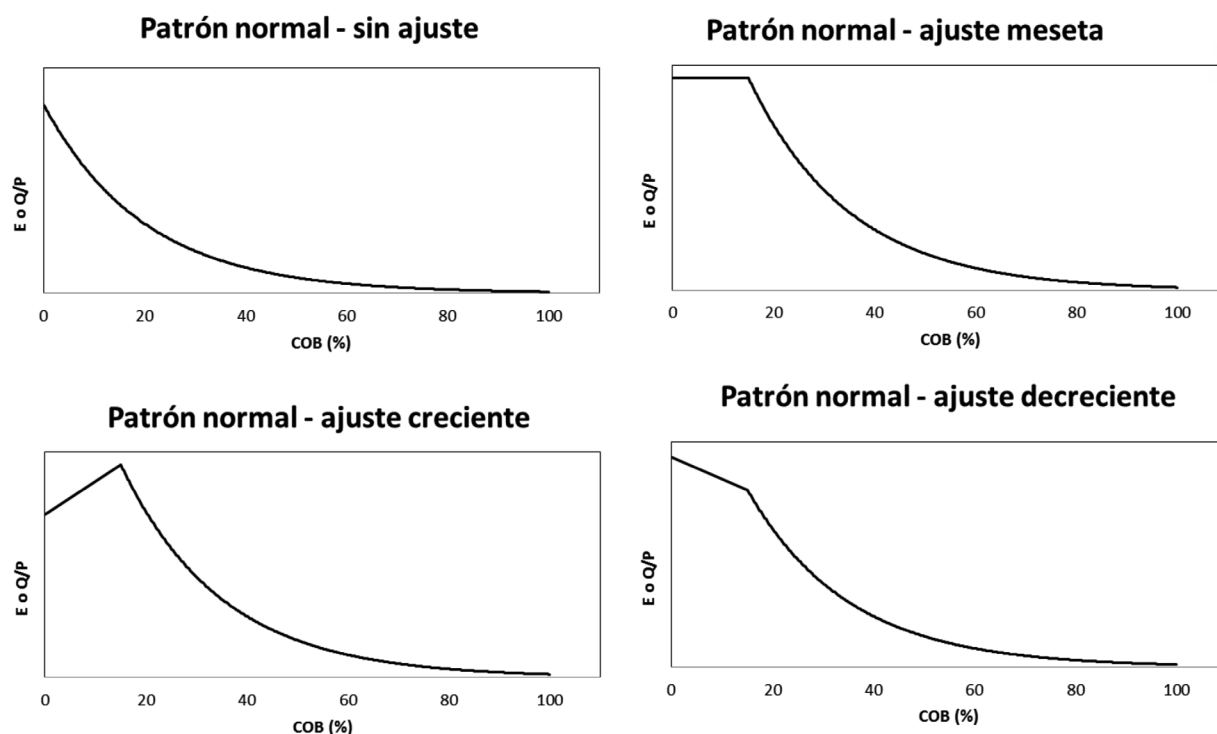 Patrón normal - sin ajuste
E o Q/P
0 20 40 60 80 100
COB (%)
Patrón normal - ajuste meseta
E o Q/P
0 20 40 60 80 100
COB (%)
Patrón normal - ajuste creciente
E o Q/P
0 20 40 60 80 100
COB (%)
Patrón normal - ajuste decreciente
E o Q/P
0 20 40 60 80 100
COB (%)